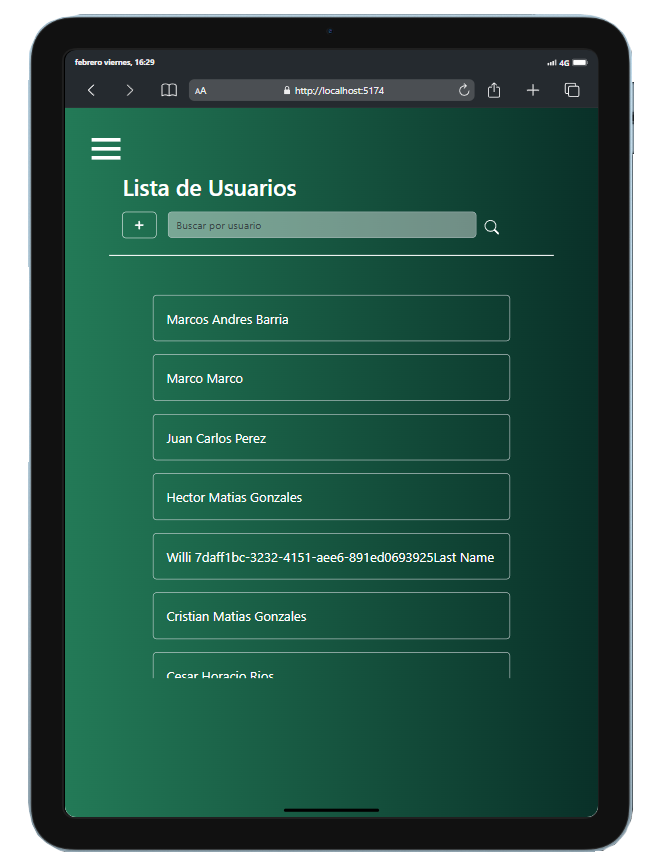 febrero viernes, 16:29
4G
AA
http://localhost:5174
Lista de Usuarios
+
Buscar por usuario
Marcos Andres Barria
Marco Marco
Juan Carlos Perez
Hector Matias Gonzales
Willi 7daff1bc-3232-4151-aee6-891ed0693925Last Name
Cristian Matias Gonzales
Cesar Horacio Rios